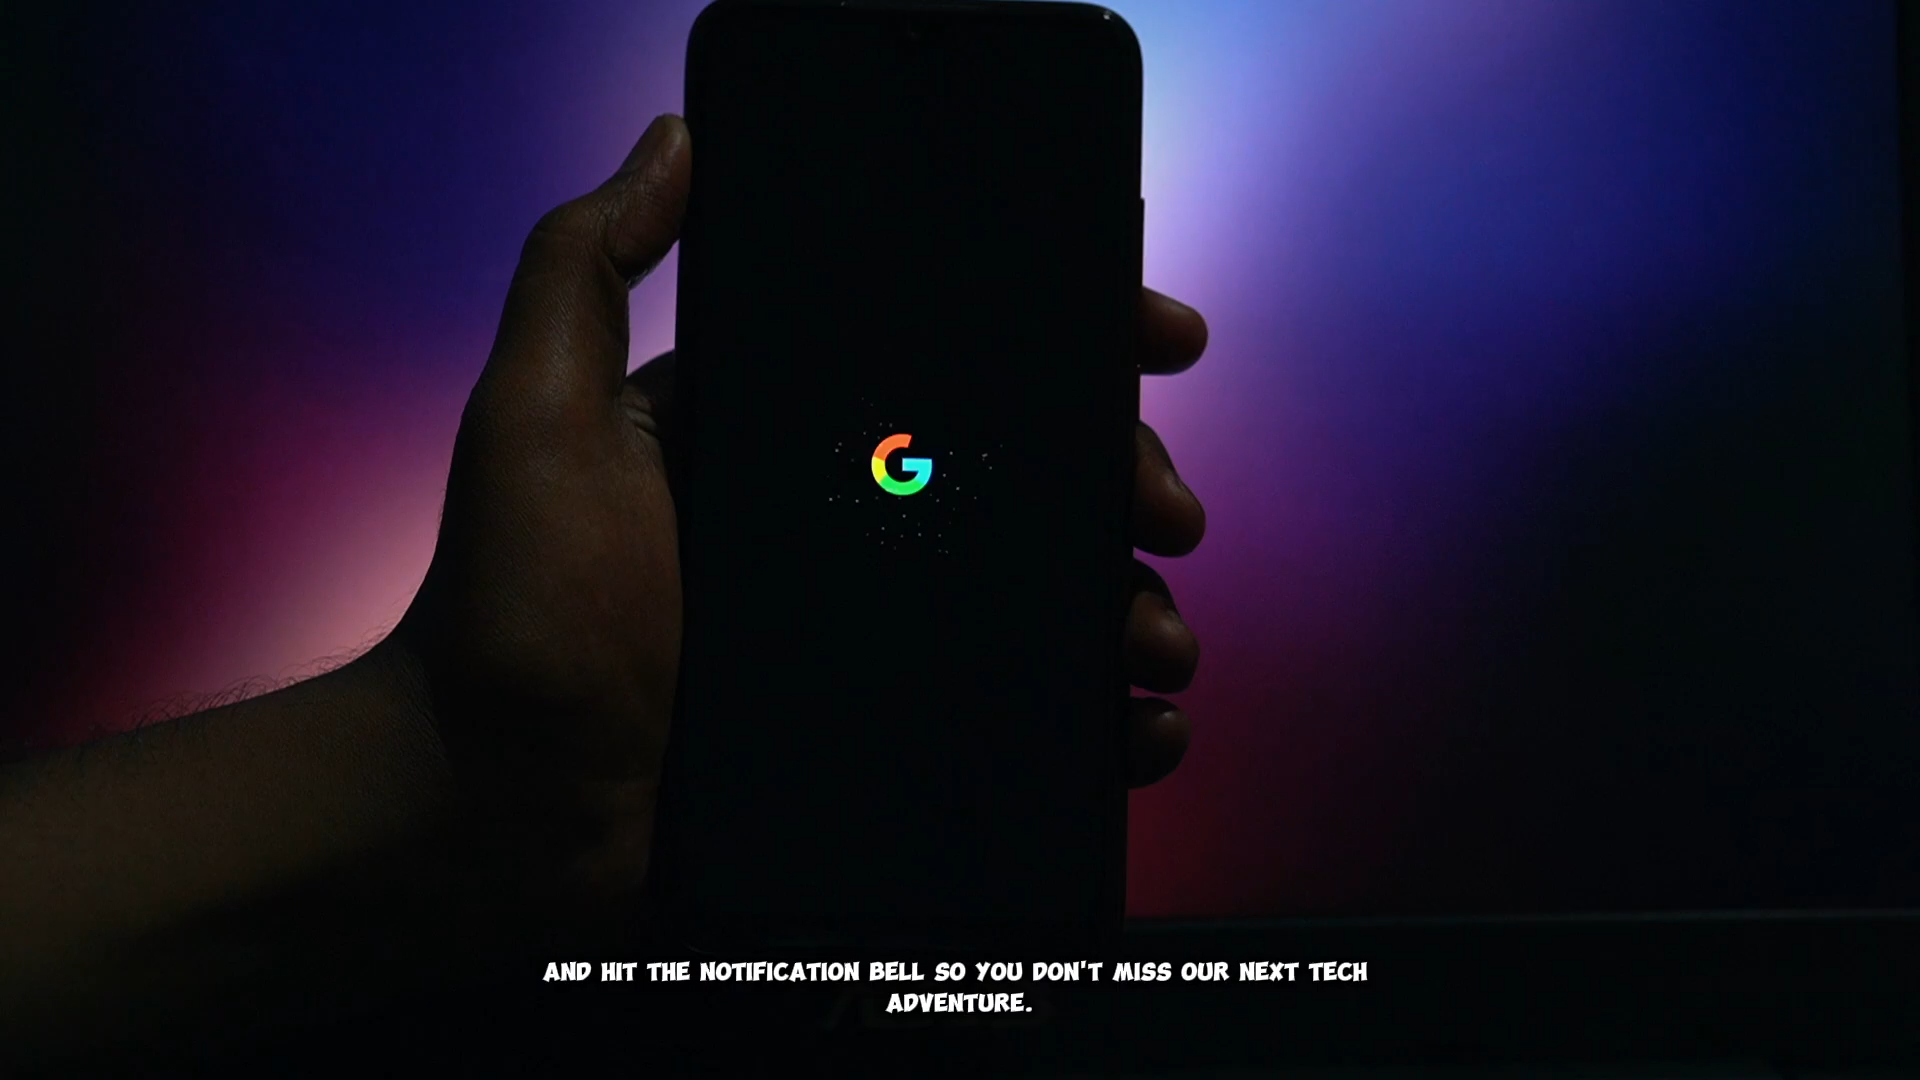 G
AND HIT THE NOTIFICATION BELL SO YOU DON'T MISS OUR NEXT TECH
ADVENTURE.